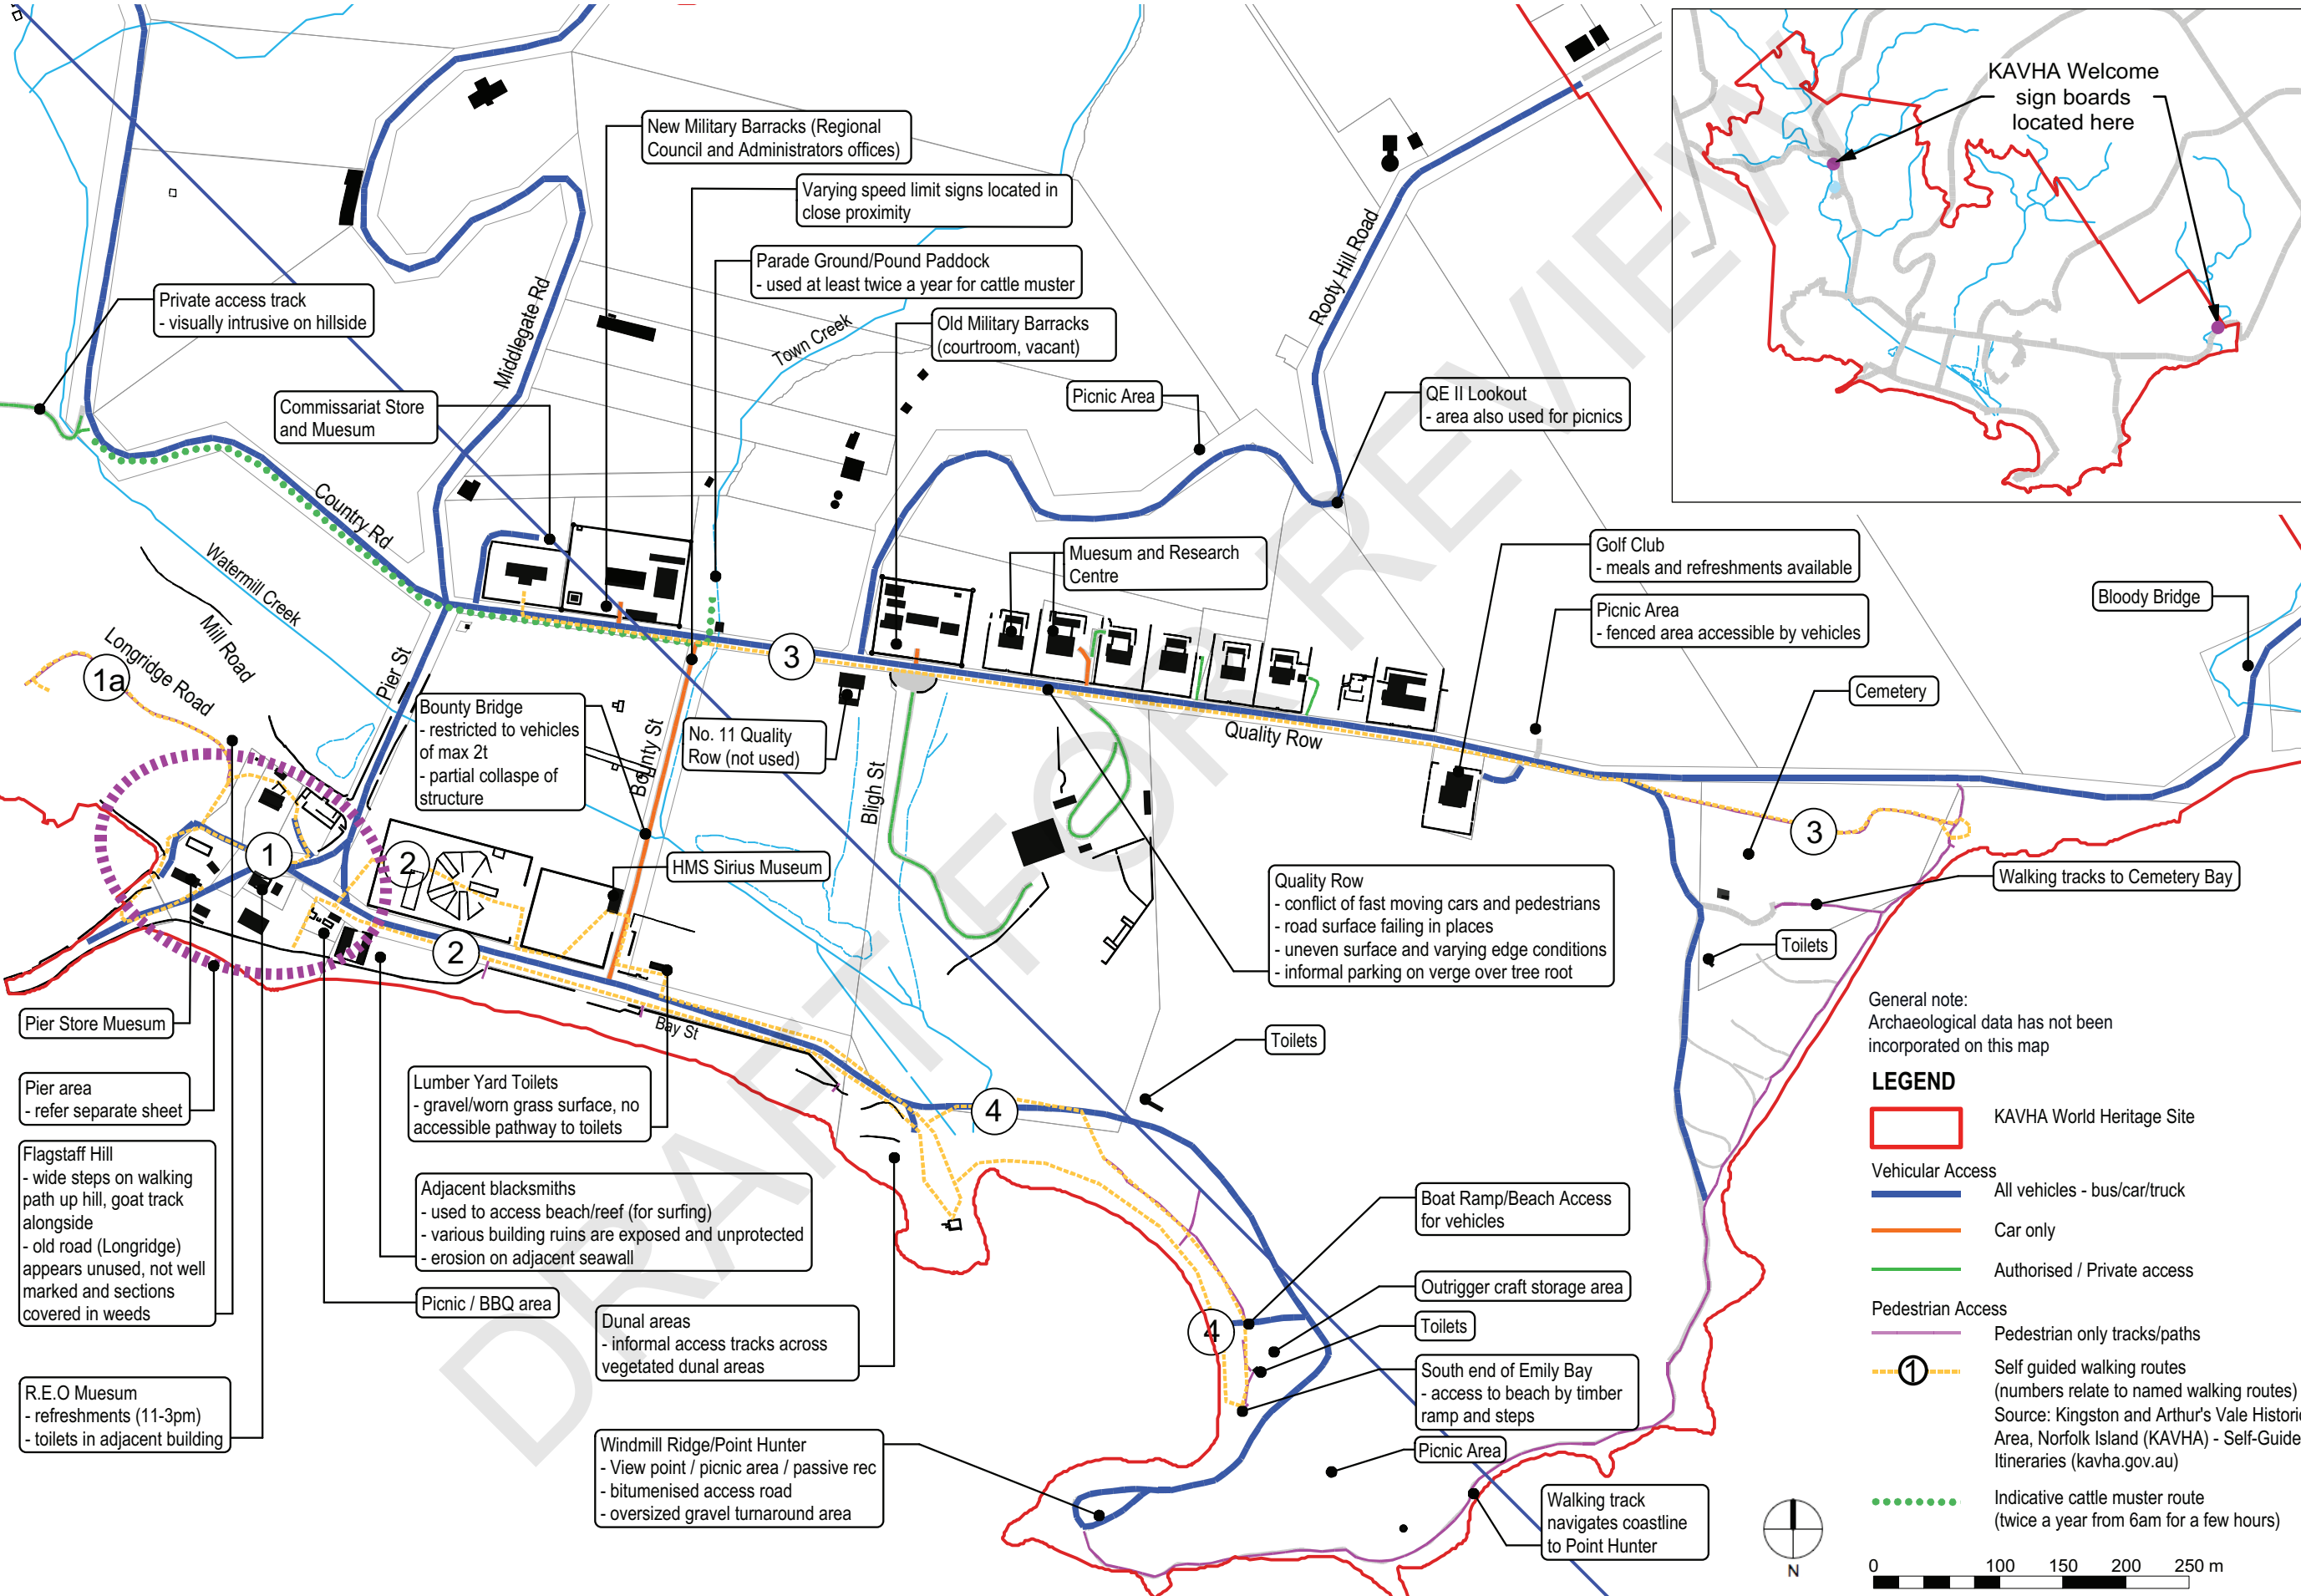 KAVHA Welcome
sign boards
located here
New Military Barracks (Regional
Council and Administrators offices)
Varying speed limit signs located in
close proximity
Parade Ground/Pound Paddock
- used at least twice a year for cattle muster
Private access track
- visually intrusive on hillside
Old Military Barracks
(courtroom, vacant)
Commissariat Store
and Muesum
Picnic Area
QE II Lookout
- area also used for picnics
Middlegate Rd
Town Creek
Rooty Hill Road
Country Rd
Watermill Creek
Mill Road
Longridge Road
Pier St
Muesum and Research
Centre
Golf Club
- meals and refreshments available
Picnic Area
- fenced area accessible by vehicles
Bloody Bridge
Cemetery
1a
3
Bounty Bridge
- restricted to vehicles
of max 2t
- partial collaspe of
structure
Bounty St
No. 11 Quality
Row (not used)
Bligh St
Quality Row
1
2
2
3
HMS Sirius Museum
Quality Row
- conflict of fast moving cars and pedestrians
- road surface failing in places
- uneven surface and varying edge conditions
- informal parking on verge over tree root
Walking tracks to Cemetery Bay
Toilets
Pier Store Muesum
Bay St
Toilets
Pier area
- refer separate sheet
Lumber Yard Toilets
- gravel/worn grass surface, no
accessible pathway to toilets
4
Flagstaff Hill
- wide steps on walking
path up hill, goat track
alongside
- old road (Longridge)
appears unused, not well
marked and sections
covered in weeds
Adjacent blacksmiths
- used to access beach/reef (for surfing)
- various building ruins are exposed and unprotected
- erosion on adjacent seawall
Picnic / BBQ area
Dunal areas
- informal access tracks across
vegetated dunal areas
Boat Ramp/Beach Access
for vehicles
Outrigger craft storage area
4
Toilets
South end of Emily Bay
- access to beach by timber
ramp and steps
Picnic Area
R.E.O Muesum
- refreshments (11-3pm)
- toilets in adjacent building
Windmill Ridge/Point Hunter
- View point / picnic area / passive rec
- bitumenised access road
- oversized gravel turnaround area
Walking track
navigates coastline
to Point Hunter
General note:
Archaeological data has not been
incorporated on this map
LEGEND
KAVHA World Heritage Site
Vehicular Access
All vehicles - bus/car/truck
Car only
Authorised / Private access
Pedestrian Access
Pedestrian only tracks/paths
1
Self guided walking routes
(numbers relate to named walking routes)
Source: Kingston and Arthur's Vale Historic
Area, Norfolk Island (KAVHA) - Self-Guide
Itineraries (kavha.gov.au)
Indicative cattle muster route
(twice a year from 6am for a few hours)
N
0 100 150 200 250 m
DRAFT FOR REVIEW